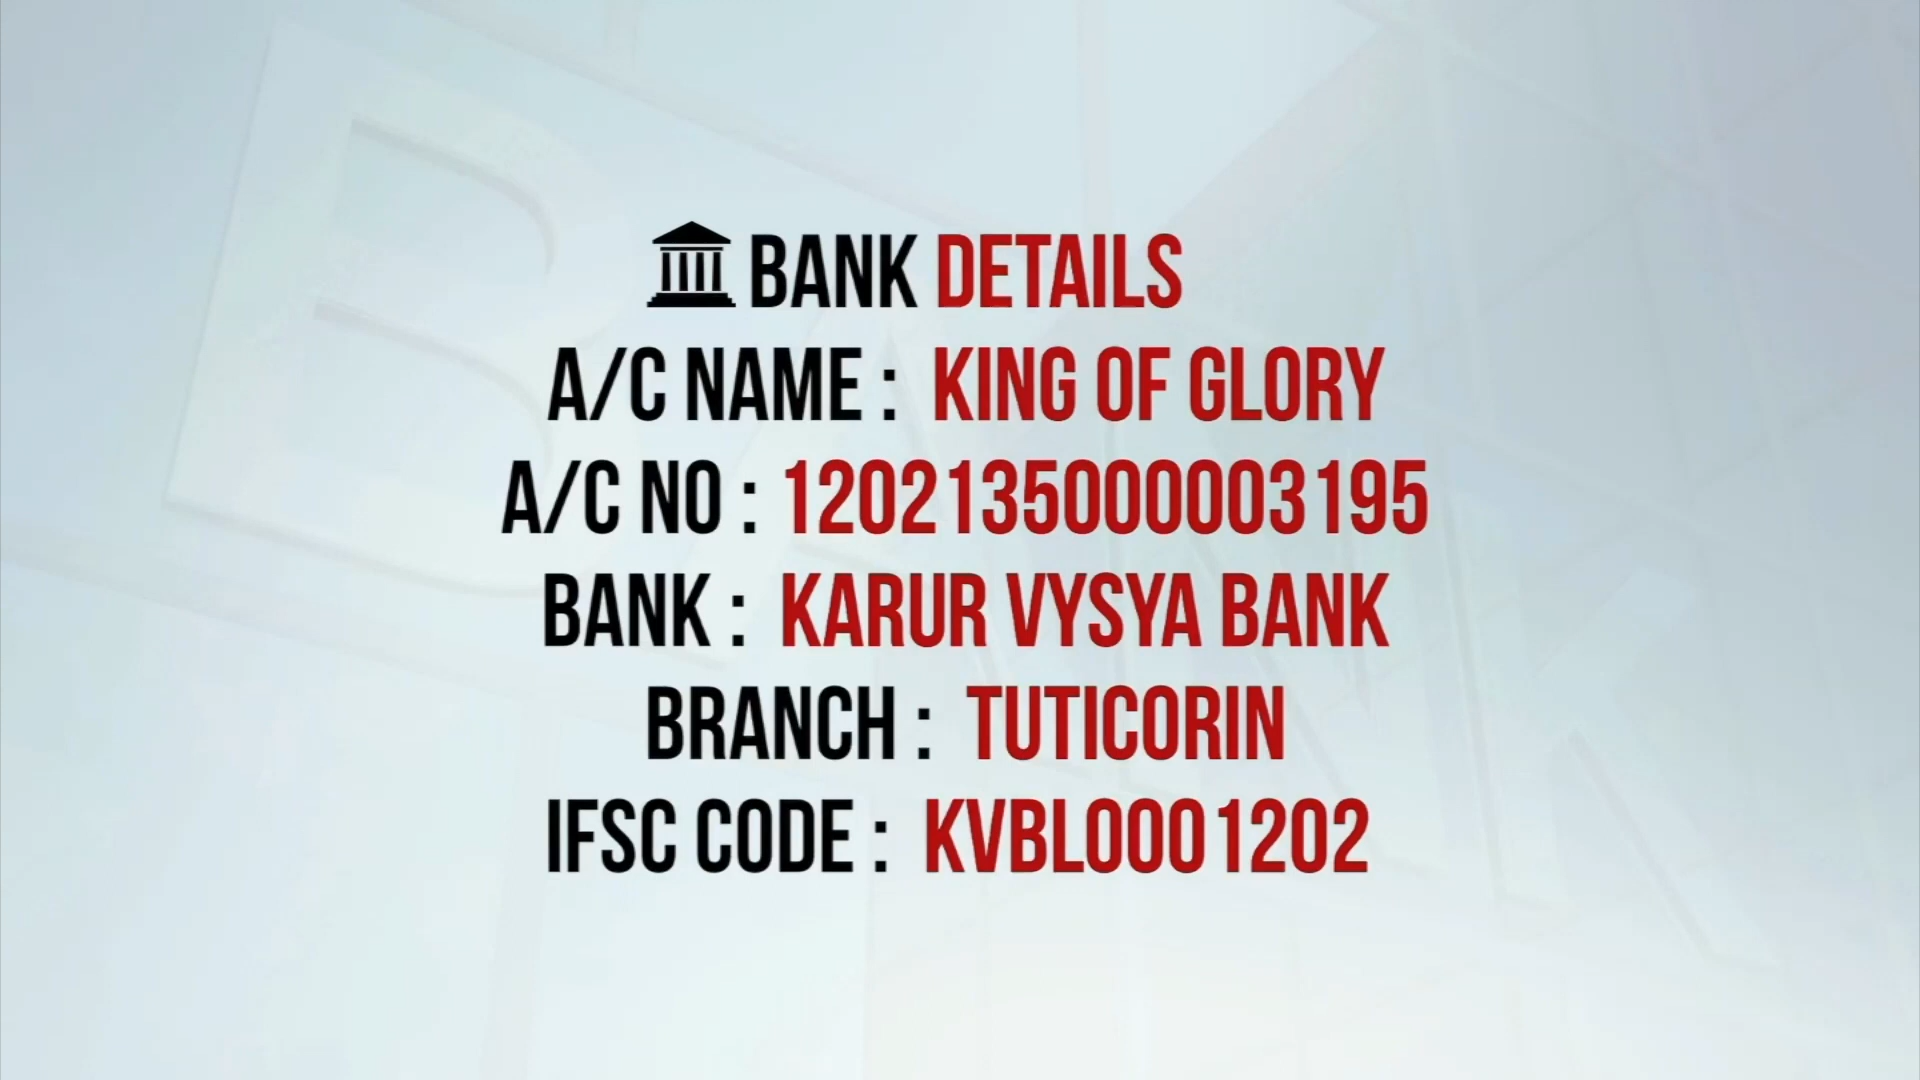 BANK DETAILS
A/C NAME : KING OF GLORY
A/C NO : 1202135000003195
BANK : KARUR VYSYA BANK
BRANCH : TUTICORIN
IFSC CODE : KVBL0001202